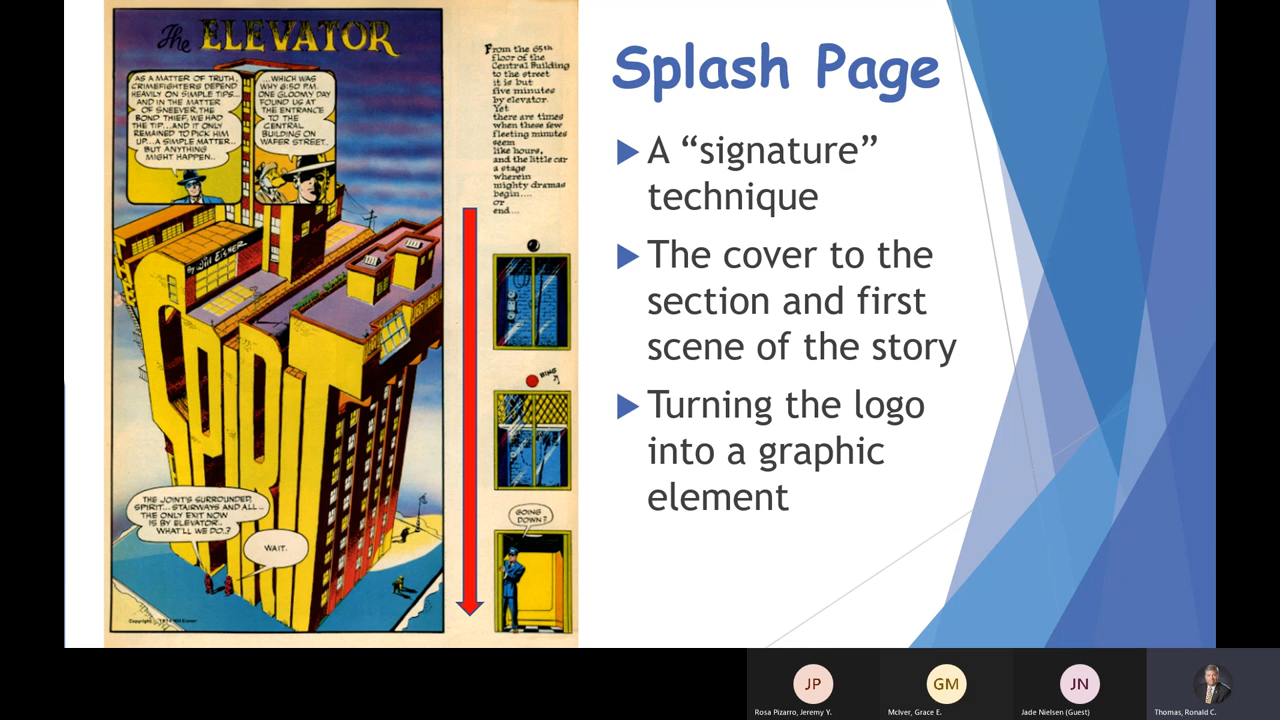 The ELEVATOR
AS A MATTER OF TRUTH,
CRIMEFIGHTERS DEPEND
HEAVILY ON SIMPLE TIPS...
AND IN THE MATTER
OF SNEEVER, THE
BOND THIEF, WE HAD
THE TIP...AND IT ONLY
REMAINED TO PICK HIM
UP...A SIMPLE MATTER..
BUT ANYTHING
MIGHT HAPPEN..
...WHICH WAS
WHY 6:50 P.M.
ONE GLOOMY DAY
FOUND US AT
THE ENTRANCE
TO THE
CENTRAL
BUILDING ON
WAFER STREET.
By Will Eisner
SPIRIT
THE JOINT'S SURROUNDED,
SPIRIT...STAIRWAYS AND ALL..
THE ONLY EXIT NOW
IS BY ELEVATOR..
WHAT'LL WE DO..?
WAIT.
From the 65th
floor of the
Central Building
to the street
it is but
five minutes
by elevator.
Yet
there are times
when these few
fleeting minutes
seem
like hours,
and the little car
a stage
wherein
mighty dramas
begin....
or
end...
BING
GOING
DOWN?
Splash Page
A “signature”
technique
The cover to the
section and first
scene of the story
Turning the logo
into a graphic
element
JP
GM
JN
Rosa Pizarro, Jeremy Y.
McIver, Grace E.
Jade Nielsen (Guest)
Thomas, Ronald C.